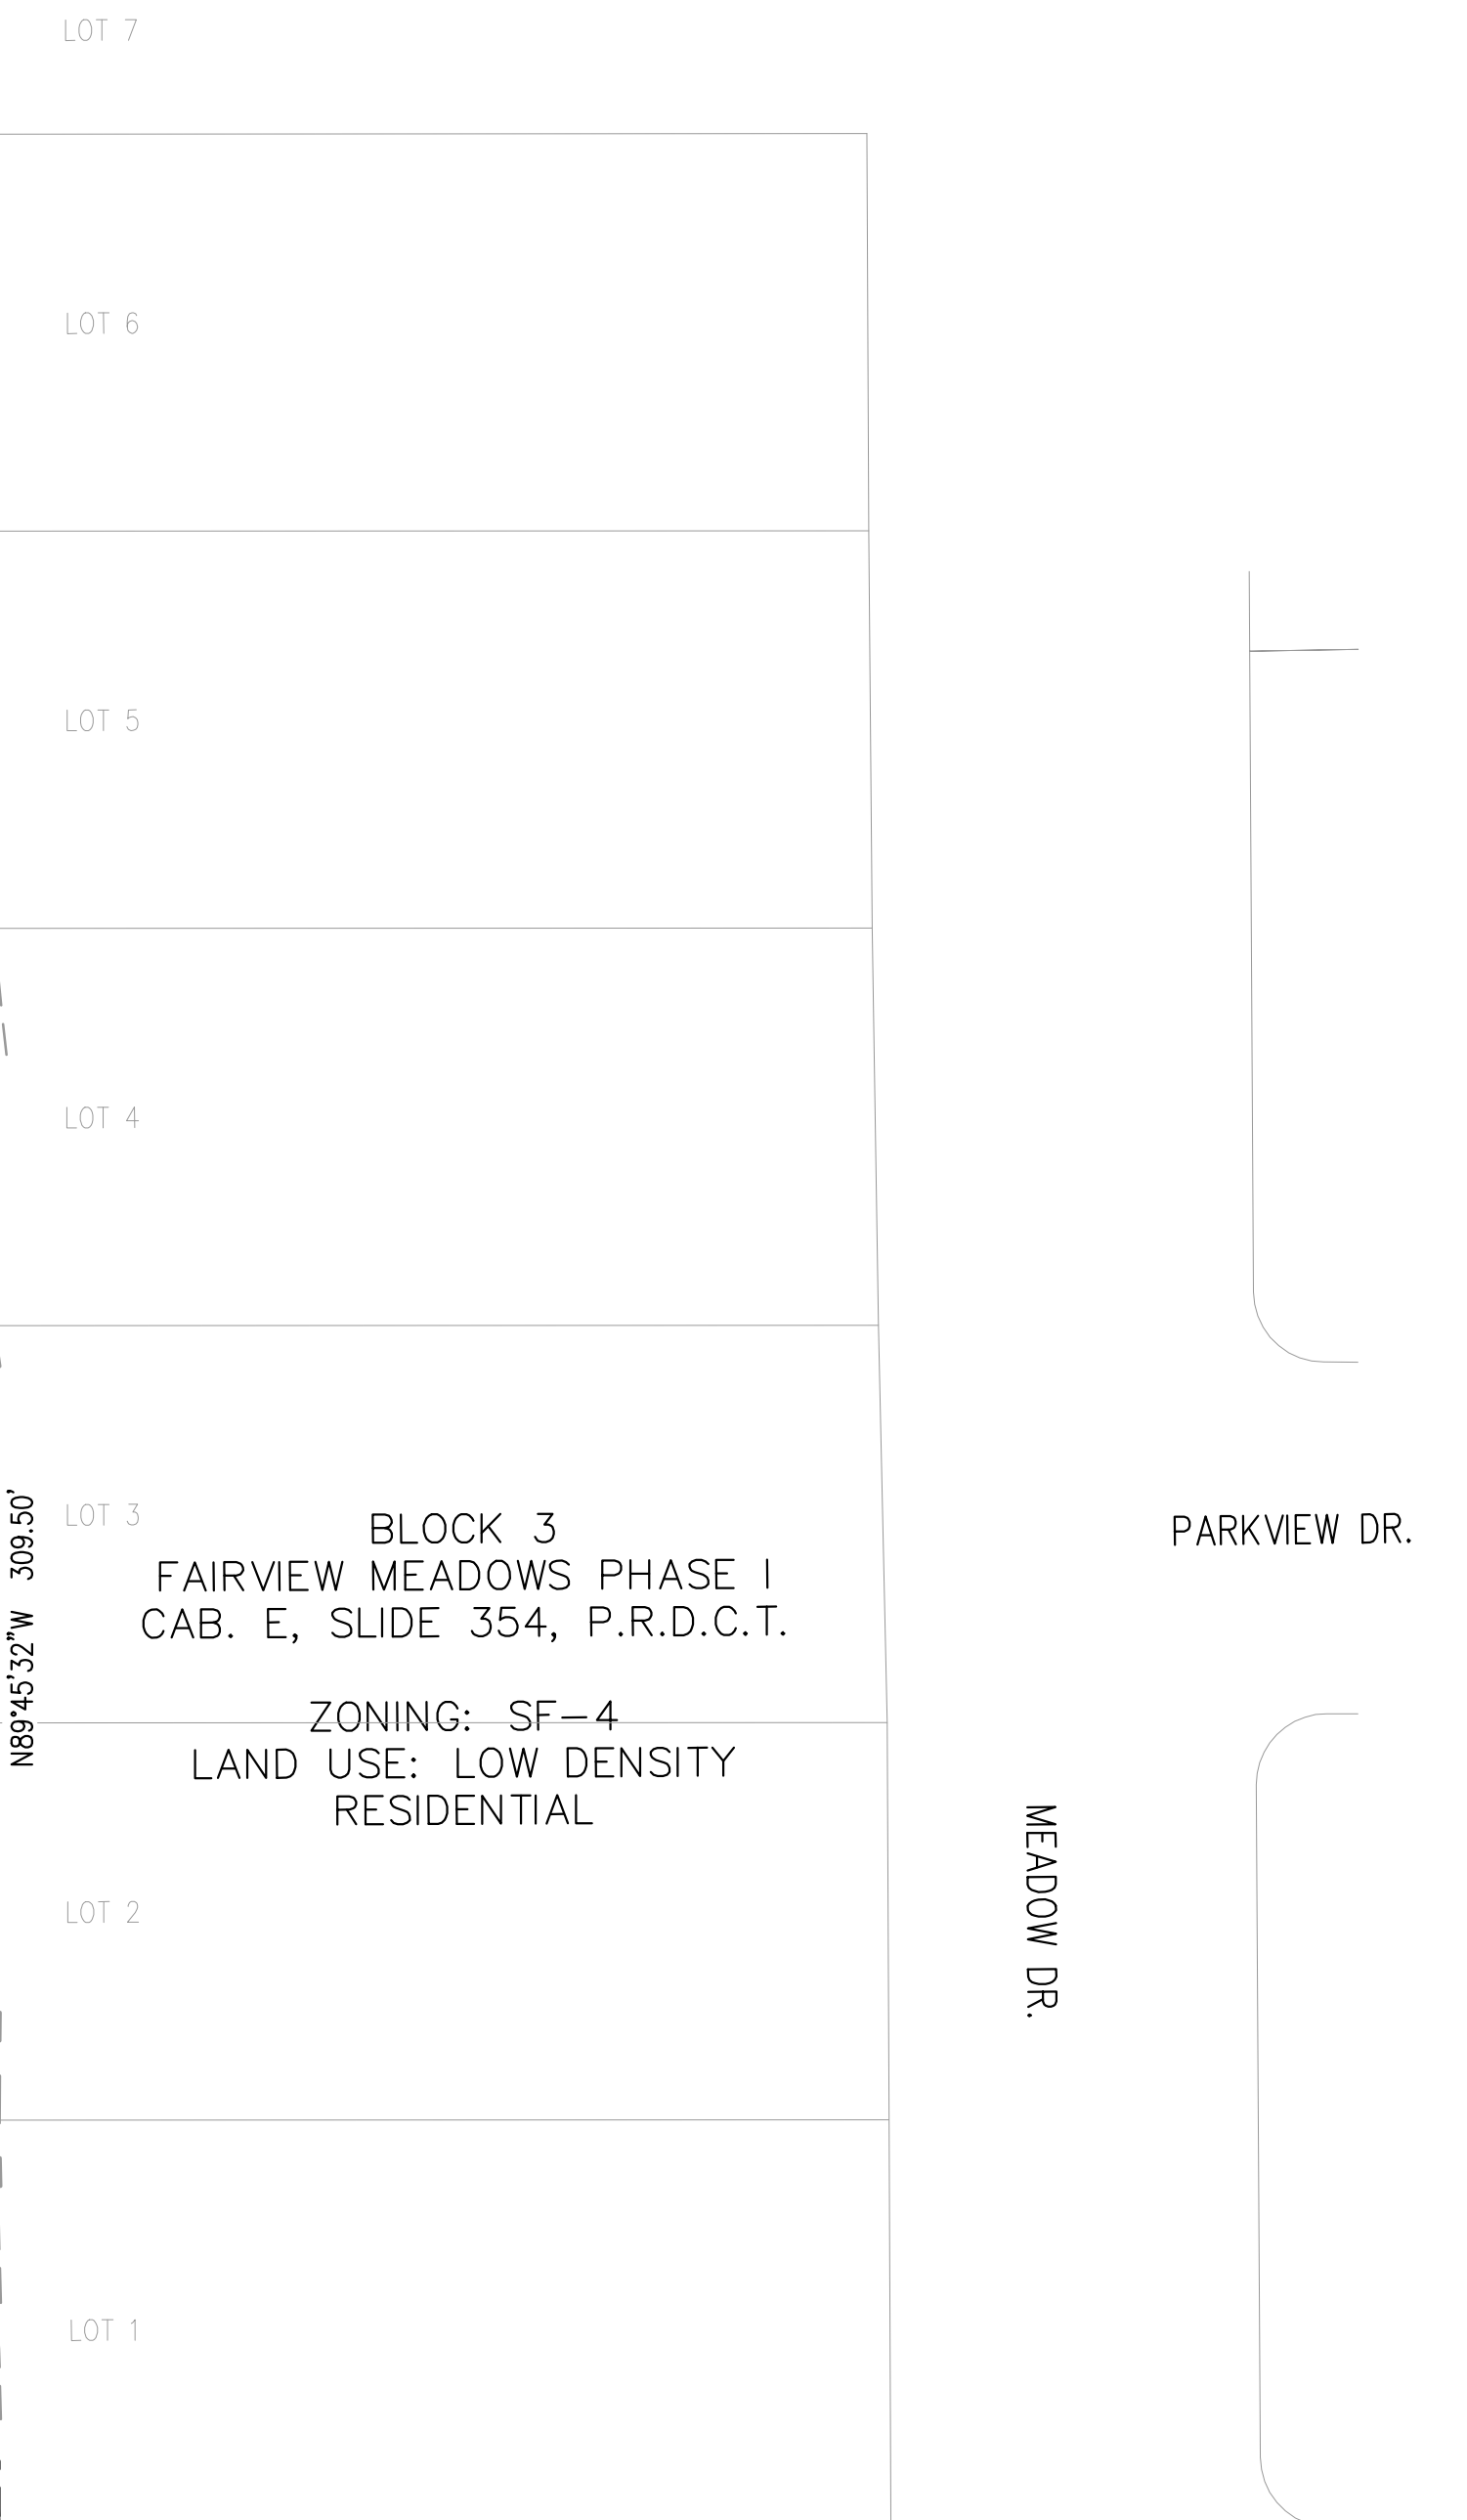 LOT 7
LOT 6
LOT 5
LOT 4
LOT 3
N89°45'32"W 309.50'
BLOCK 3
FAIRVIEW MEADOWS PHASE I
CAB. E, SLIDE 354, P.R.D.C.T.
ZONING: SF-4
LAND USE: LOW DENSITY
RESIDENTIAL
PARKVIEW DR.
MEADOW DR.
LOT 2
LOT 1